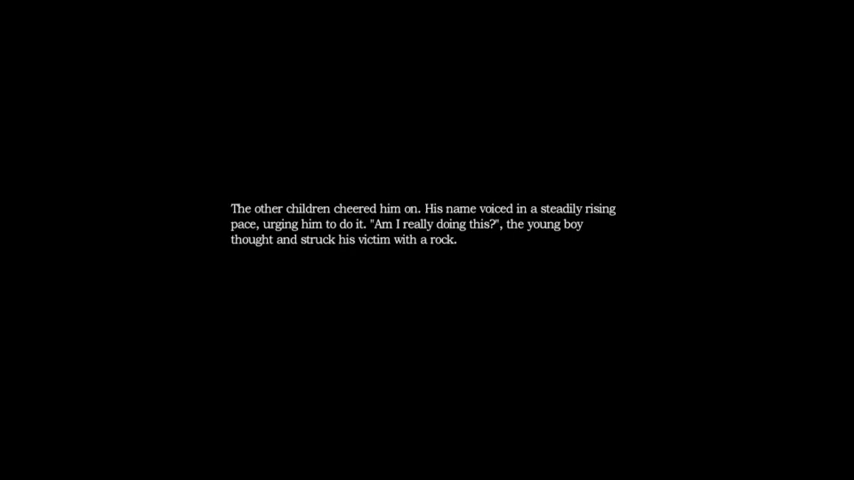 The other children cheered him on. His name voiced in a steadily rising
pace, urging him to do it. "Am I really doing this?", the young boy
thought and struck his victim with a rock.